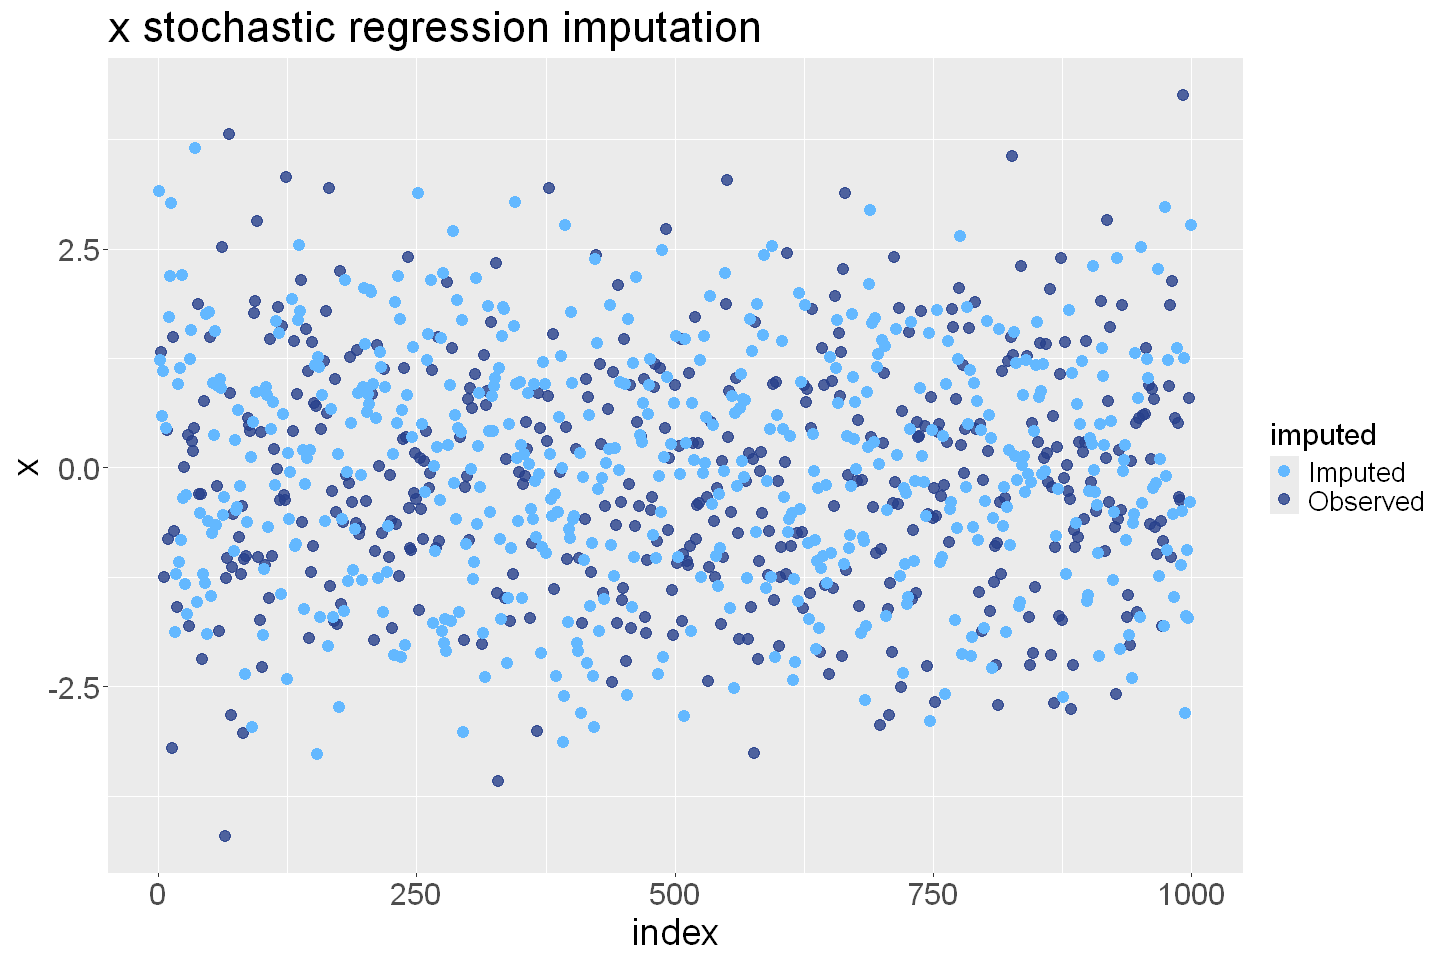 x stochastic regression imputation
x
2.5
0.0
-2.5
0
250
500
750
1000
index
imputed
Imputed
Observed